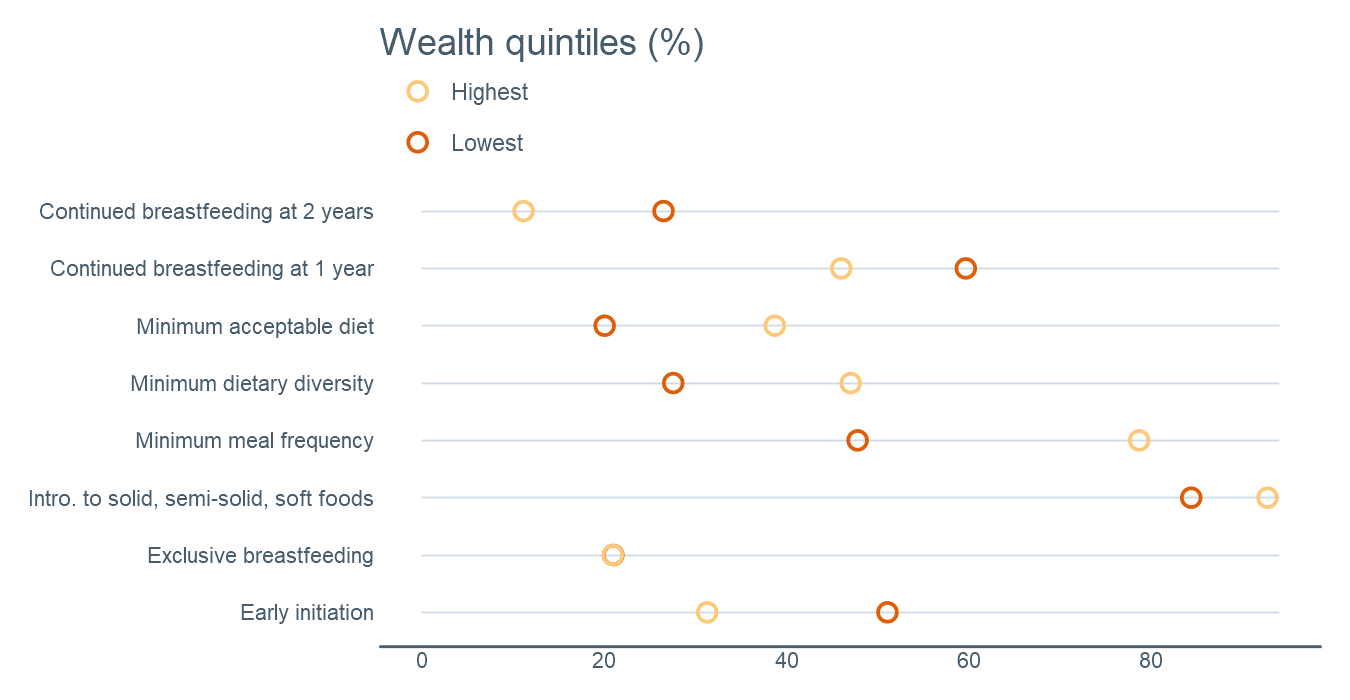 Wealth quintiles (%)
Highest
Lowest
Continued breastfeeding at 2 years
Continued breastfeeding at 1 year
Minimum acceptable diet
Minimum dietary diversity
Minimum meal frequency
Intro. to solid, semi-solid, soft foods
Exclusive breastfeeding
Early initiation
0 20 40 60 80